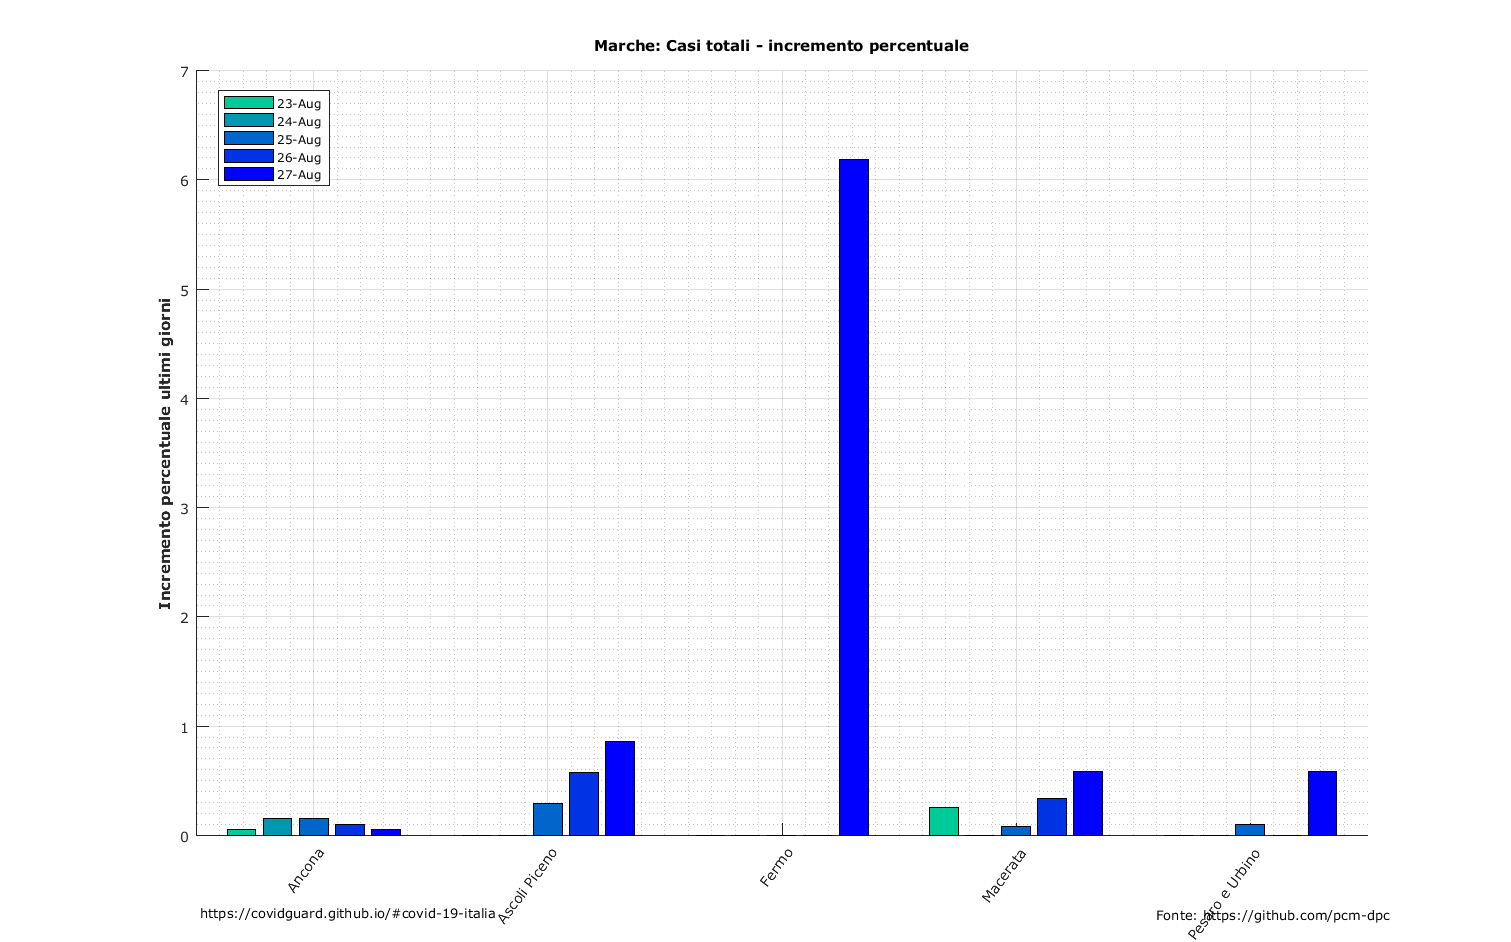 Marche: Casi totali - incremento percentuale
Incremento percentuale ultimi giorni
7
6
5
4
3
2
1
0
23-Aug
24-Aug
25-Aug
26-Aug
27-Aug
Ancona
Ascoli Piceno
Fermo
Macerata
Pesaro e Urbino
https://covidguard.github.io/#covid-19-italia
Fonte: https://github.com/pcm-dpc